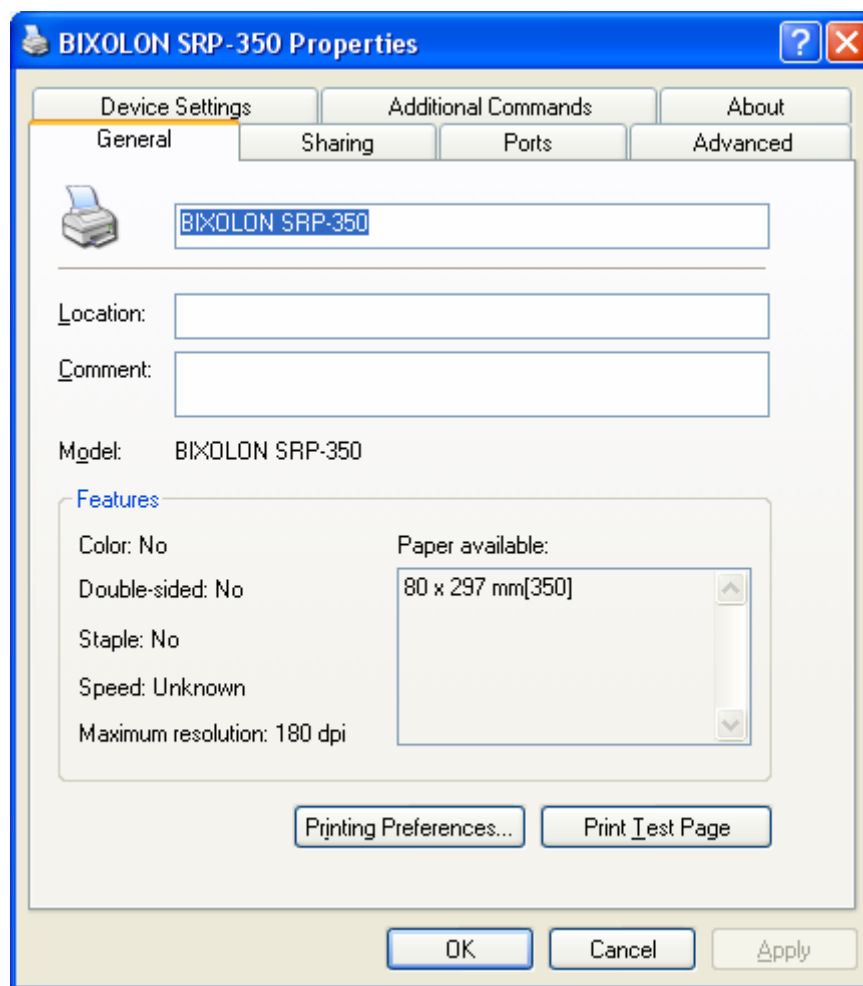 BIXOLON SRP-350 Properties
Device Settings Additional Commands About
General Sharing Ports Advanced
BIXOLON SRP-350
Location:
Comment:
Model: BIXOLON SRP-350
Features
Color: No Paper available:
Double-sided: No 80 x 297 mm[350]
Staple: No
Speed: Unknown
Maximum resolution: 180 dpi
Printing Preferences... Print Test Page
OK Cancel Apply